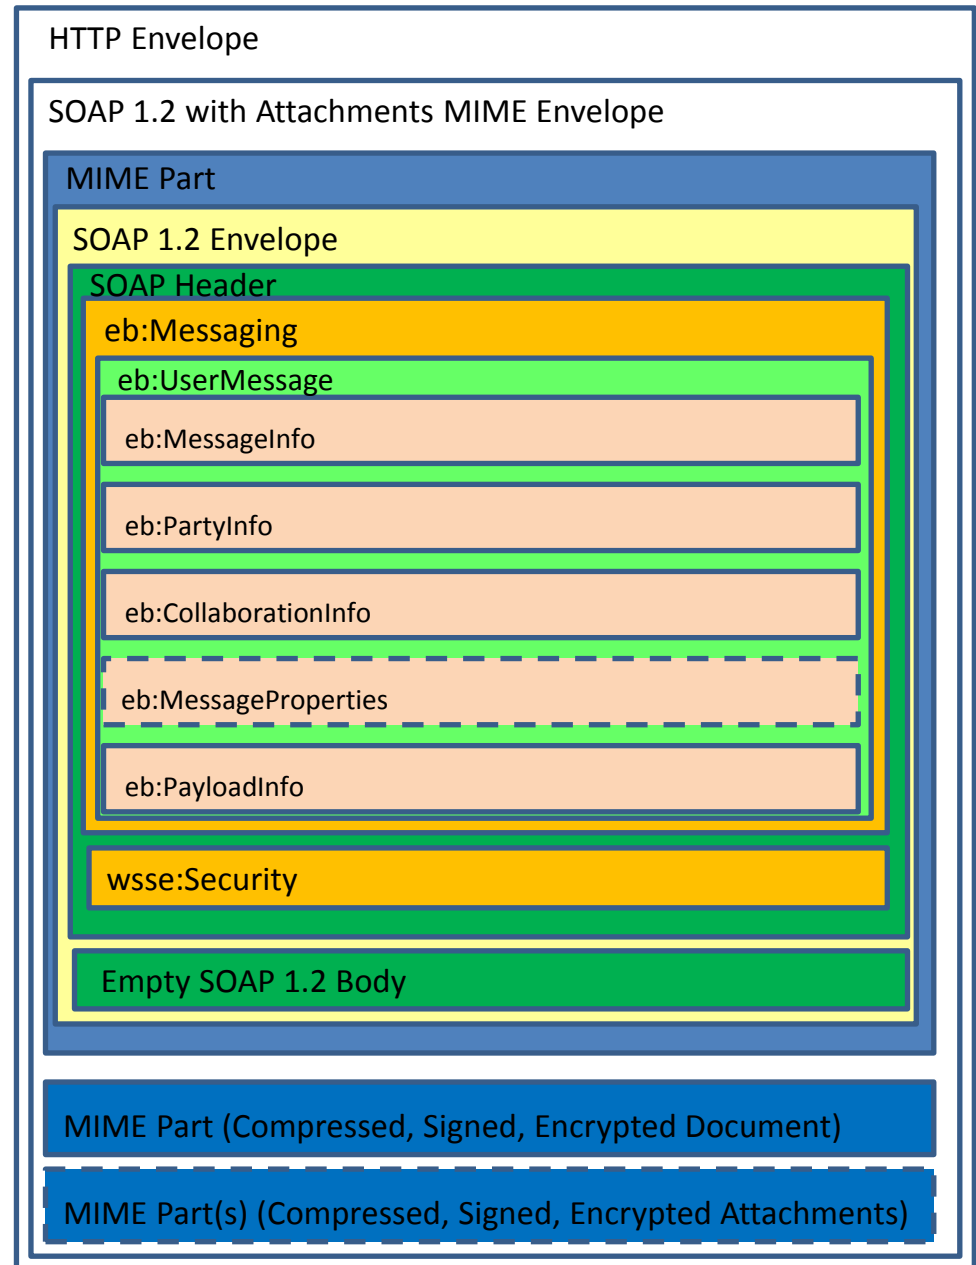 HTTP Envelope
SOAP 1.2 with Attachments MIME Envelope
MIME Part
SOAP 1.2 Envelope
SOAP Header
eb:Messaging
eb:UserMessage
eb:MessageInfo
eb:PartyInfo
eb:CollaborationInfo
eb:MessageProperties
eb:PayloadInfo
wsse:Security
Empty SOAP 1.2 Body
MIME Part (Compressed, Signed, Encrypted Document)
MIME Part(s) (Compressed, Signed, Encrypted Attachments)